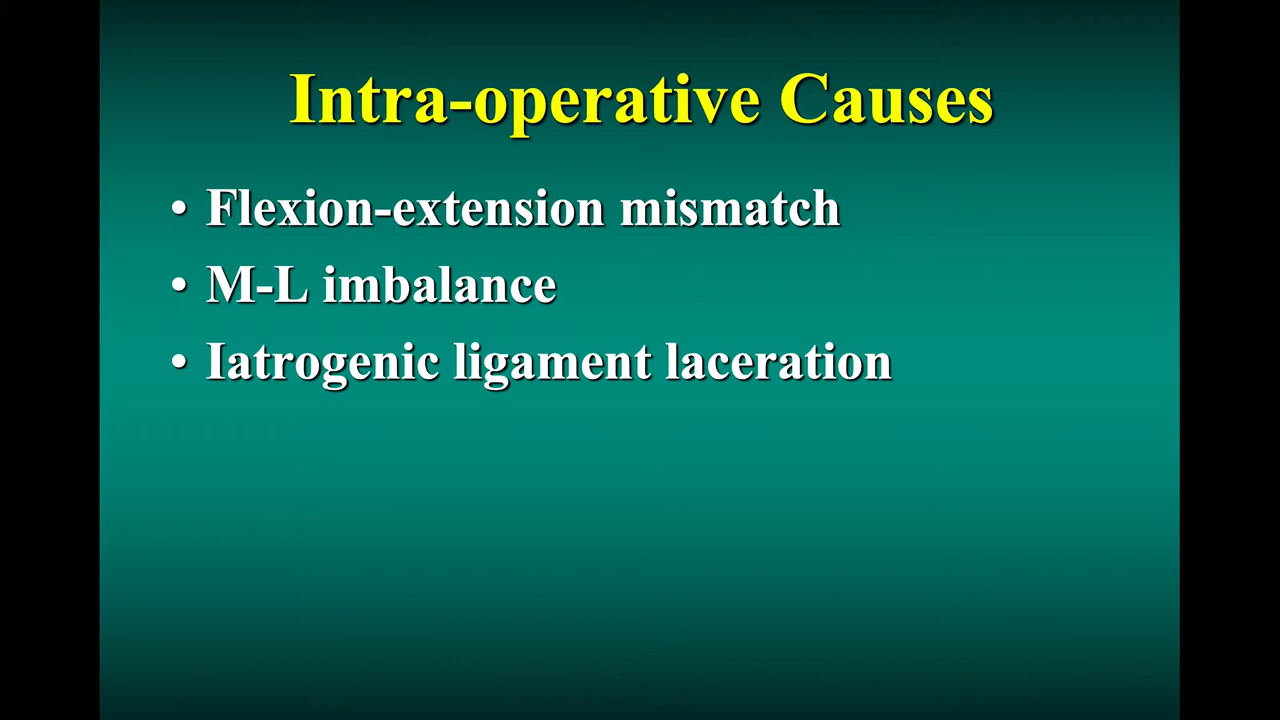 Intra-operative Causes
• Flexion-extension mismatch
• M-L imbalance
• Iatrogenic ligament laceration